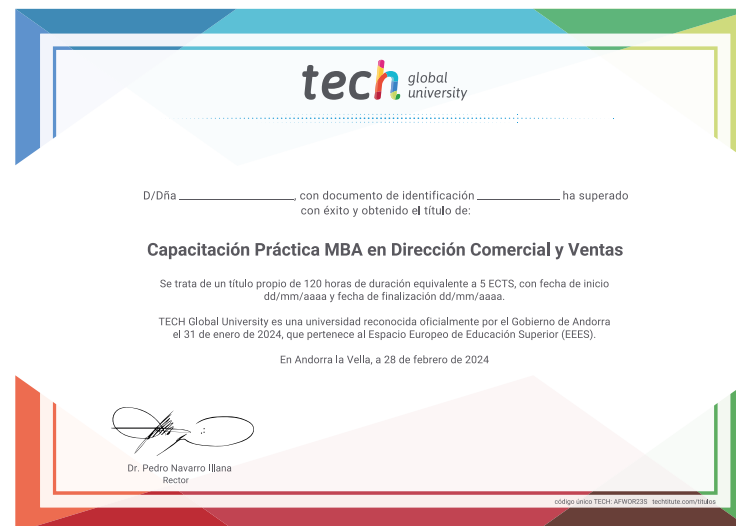 tech global university
D/Dña ____________, con documento de identificación ____________ ha superado
con éxito y obtenido el título de:
Capacitación Práctica MBA en Dirección Comercial y Ventas
Se trata de un título propio de 120 horas de duración equivalente a 5 ECTS, con fecha de inicio
dd/mm/aaaa y fecha de finalización dd/mm/aaaa.
TECH Global University es una universidad reconocida oficialmente por el Gobierno de Andorra
el 31 de enero de 2024, que pertenece al Espacio Europeo de Educación Superior (EEES).
En Andorra la Vella, a 28 de febrero de 2024
Dr. Pedro Navarro Illana
Rector
código único TECH: AFWOR23S techtitute.com/titulos